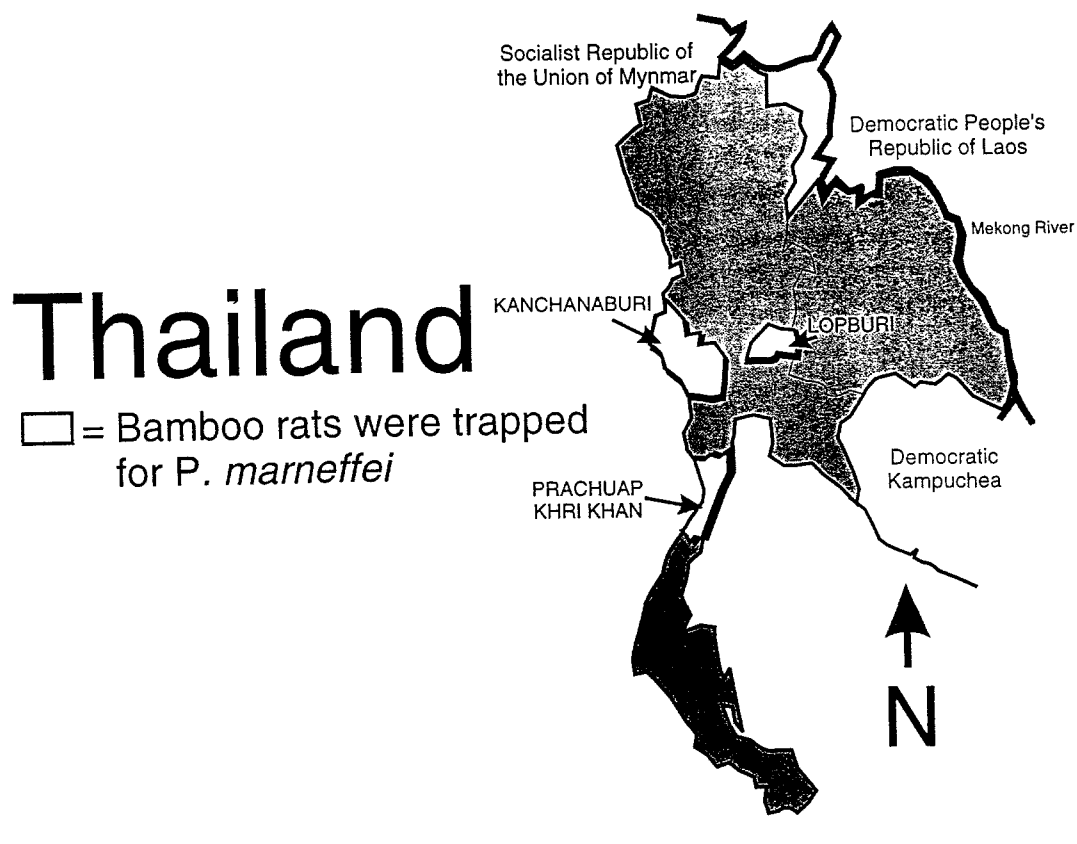 Socialist Republic of
the Union of Mynmar
Democratic People's
Republic of Laos
Mekong River
Thailand
KANCHANABURI
LOPBURI
= Bamboo rats were trapped
for P. marneffei
Democratic
Kampuchea
PRACHUAP
KHRI KHAN
N